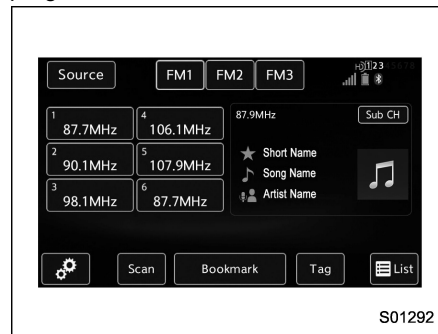 Source
FM1 FM2 FM3
123
1 87.7MHz
4 106.1MHz
2 90.1MHz
5 107.9MHz
3 98.1MHz
6 87.7MHz
87.9MHz
Sub CH
Short Name
Song Name
Artist Name
Scan
Bookmark
Tag
List
S01292